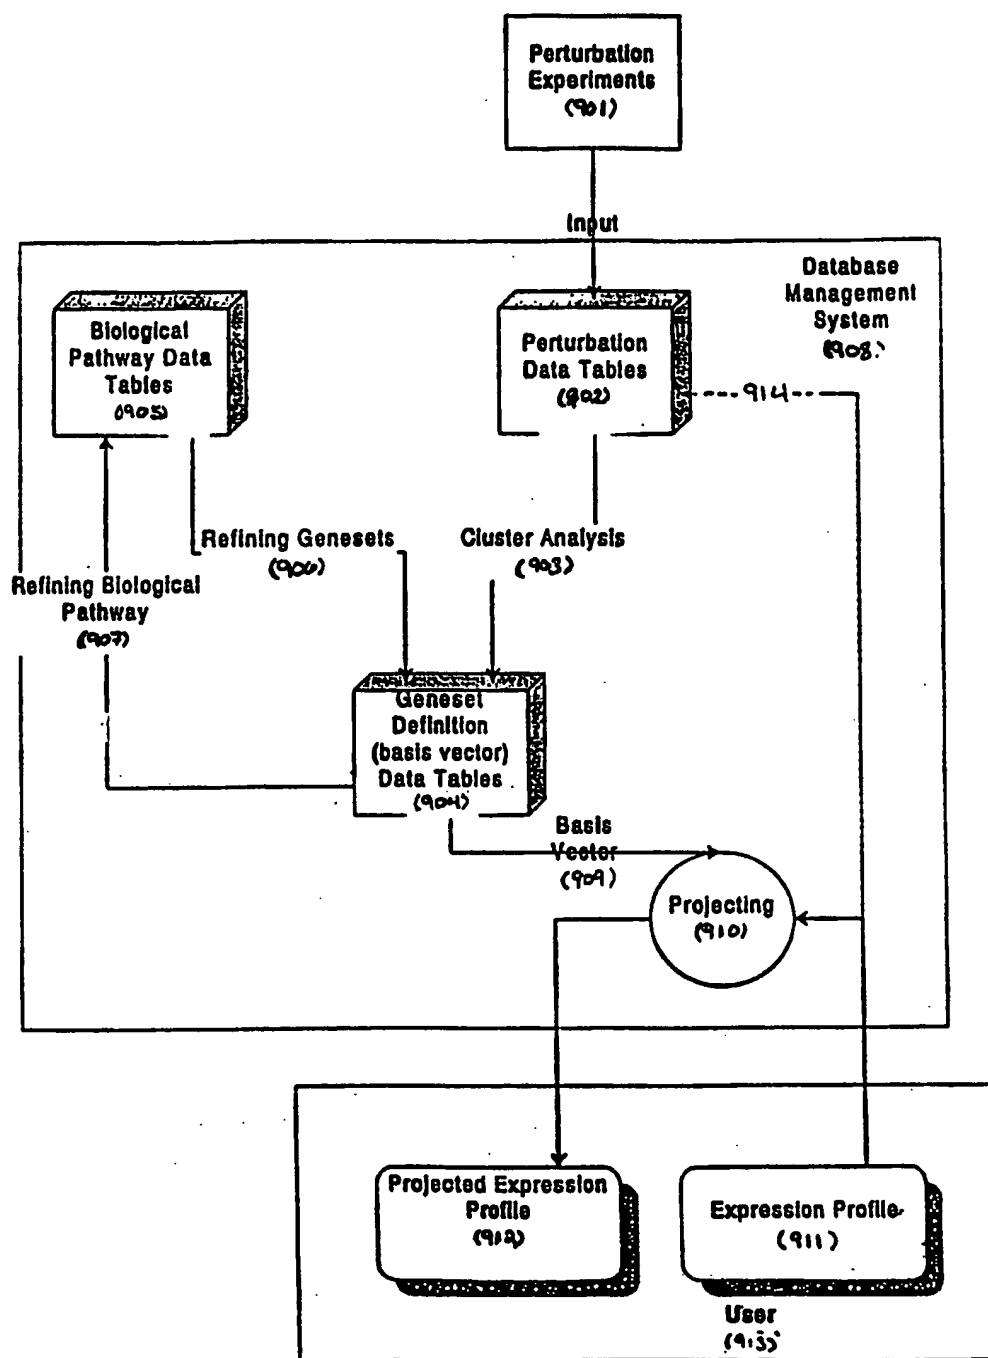 Perturbation
Experiments
(901)
Input
Database
Management
System
(908)
Biological
Pathway Data
Tables
(905)
Perturbation
Data Tables
(902)
914
Refining Genesets
(906)
Cluster Analysis
(903)
Refining Biological
Pathway
(907)
Geneset
Definition
(basis vector)
Data Tables
(904)
Basis
Vector
(909)
Projecting
(910)
Projected Expression
Profile
(912)
Expression Profile
(911)
User
(913)